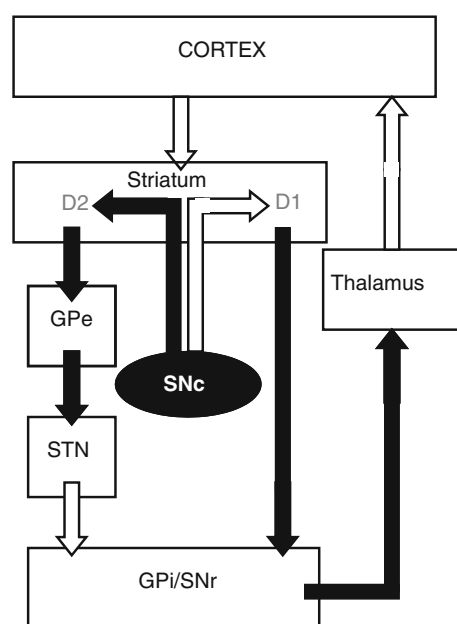 CORTEX
Striatum
D2 D1
Thalamus
GPe
SNc
STN
GPi/SNr